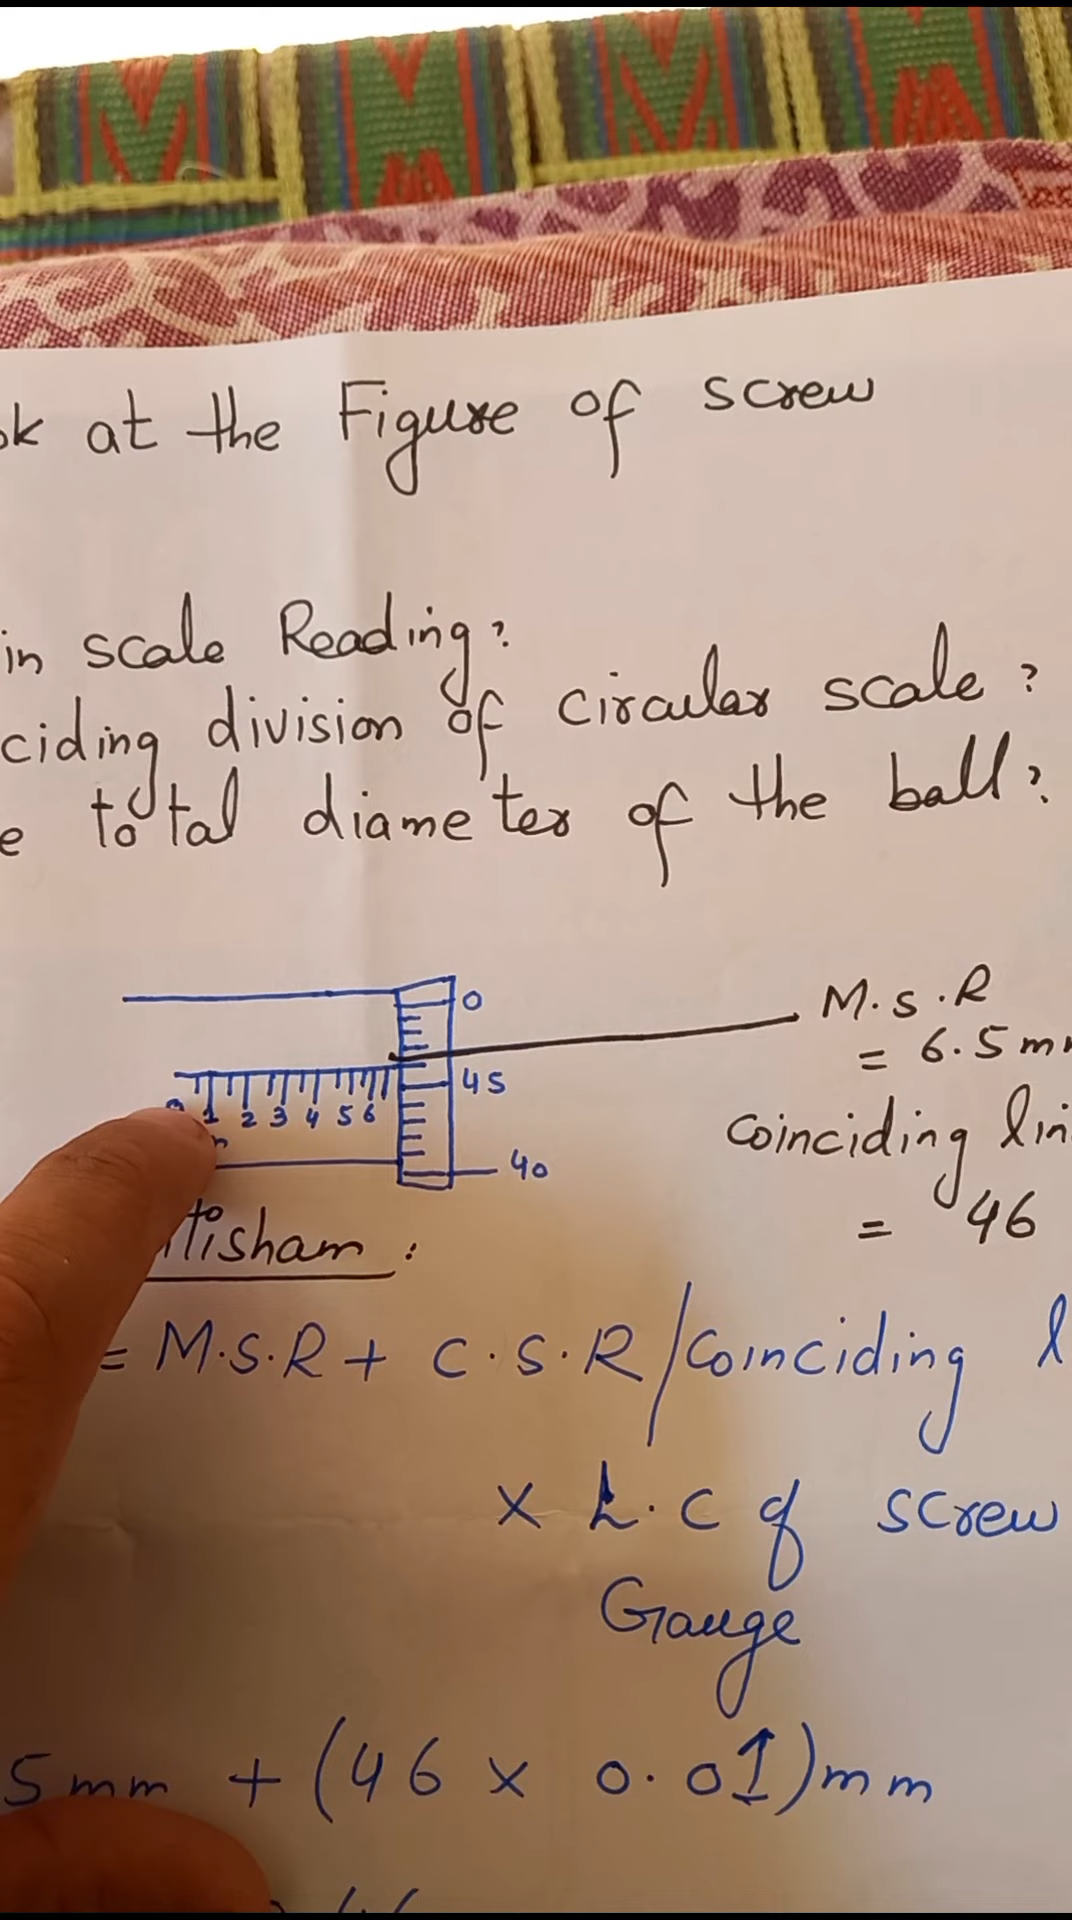 at the Figure of screw
in scale Reading?
ciding division of circular scale?
total diameter of the ball?
0
M.S.R
= 6.5 mm
45
1 2 3 4 5 6
Coinciding
40
= 46
tisham :
= M.S.R + C.S.R/Coinciding
x L.C of screw
Gauge
5mm + (46 x 0.01)mm